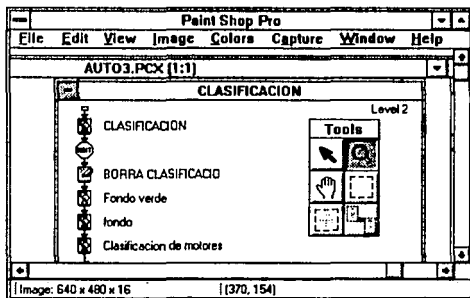 Paint Shop Pro
File Edit View Image Colors Capture Window Help
AUTO3.PCX [1:1]
CLASIFICACION
Level 2
CLASIFICACION
Tools
BORRA CLASIFICACIO
Fondo verde
fondo
Clasificacion de motores
Image: 640 x 480 x 16 (370, 154)